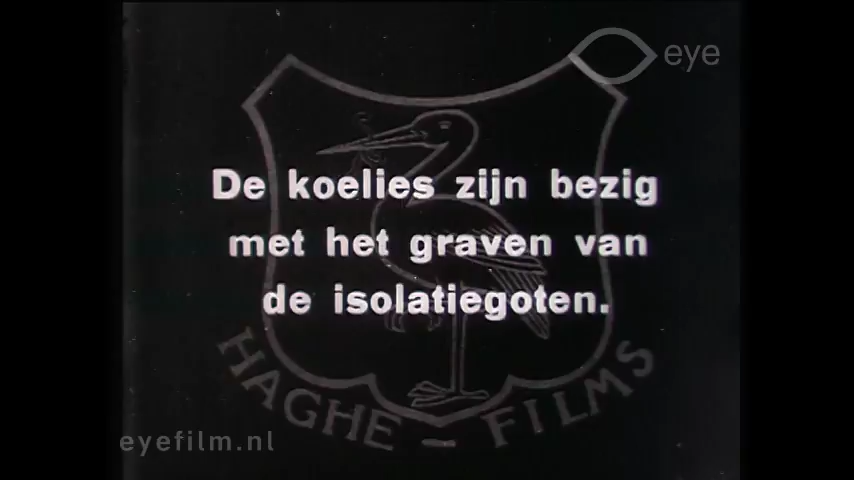 eye
De koelies zijn bezig
met het graven van
de isolatiegoten.
HAGHE - FILMS
eyefilm.nl